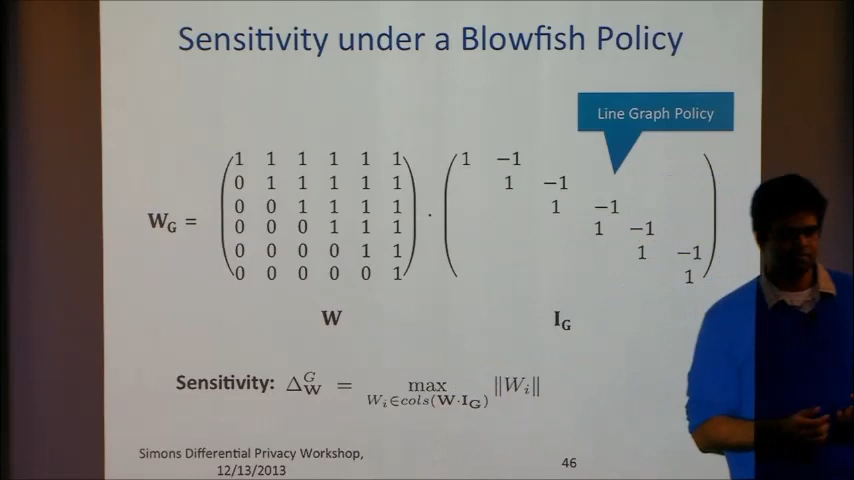 Sensitivity under a Blowfish Policy
Line Graph Policy
1 1 1 1 1 1 1 −1
0 1 1 1 1 1 1 −1
0 0 1 1 1 1 1 −1
W_G = · 
0 0 0 1 1 1 1 −1
0 0 0 0 1 1 1 −1
0 0 0 0 0 1 1
W I_G
Sensitivity: Δ_W^G = max ‖W_i‖
W_i∈cols(W·I_G)
Simons Differential Privacy Workshop,
12/13/2013
46